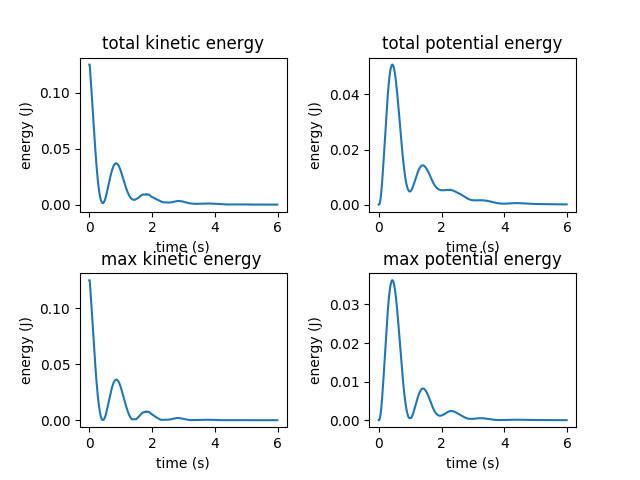 total kinetic energy
energy (J)
0.10
0.05
0.00
0 2 4 6
time (s)
total potential energy
energy (J)
0.04
0.02
0.00
0 2 4 6
time (s)
max kinetic energy
energy (J)
0.10
0.05
0.00
0 2 4 6
time (s)
max potential energy
energy (J)
0.03
0.02
0.01
0.00
0 2 4 6
time (s)